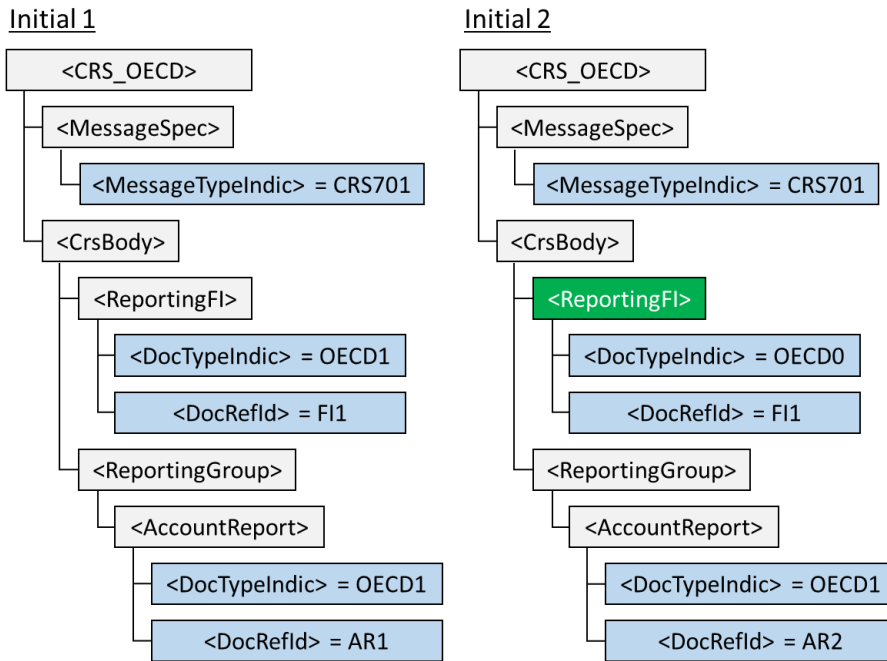 Initial 1
<CRS_OECD>
<MessageSpec>
<MessageTypeIndic> = CRS701
<CrsBody>
<ReportingFI>
<DocTypeIndic> = OECD1
<DocRefId> = FI1
<ReportingGroup>
<AccountReport>
<DocTypeIndic> = OECD1
<DocRefId> = AR1
Initial 2
<CRS_OECD>
<MessageSpec>
<MessageTypeIndic> = CRS701
<CrsBody>
<ReportingFI>
<DocTypeIndic> = OECD0
<DocRefId> = FI1
<ReportingGroup>
<AccountReport>
<DocTypeIndic> = OECD1
<DocRefId> = AR2